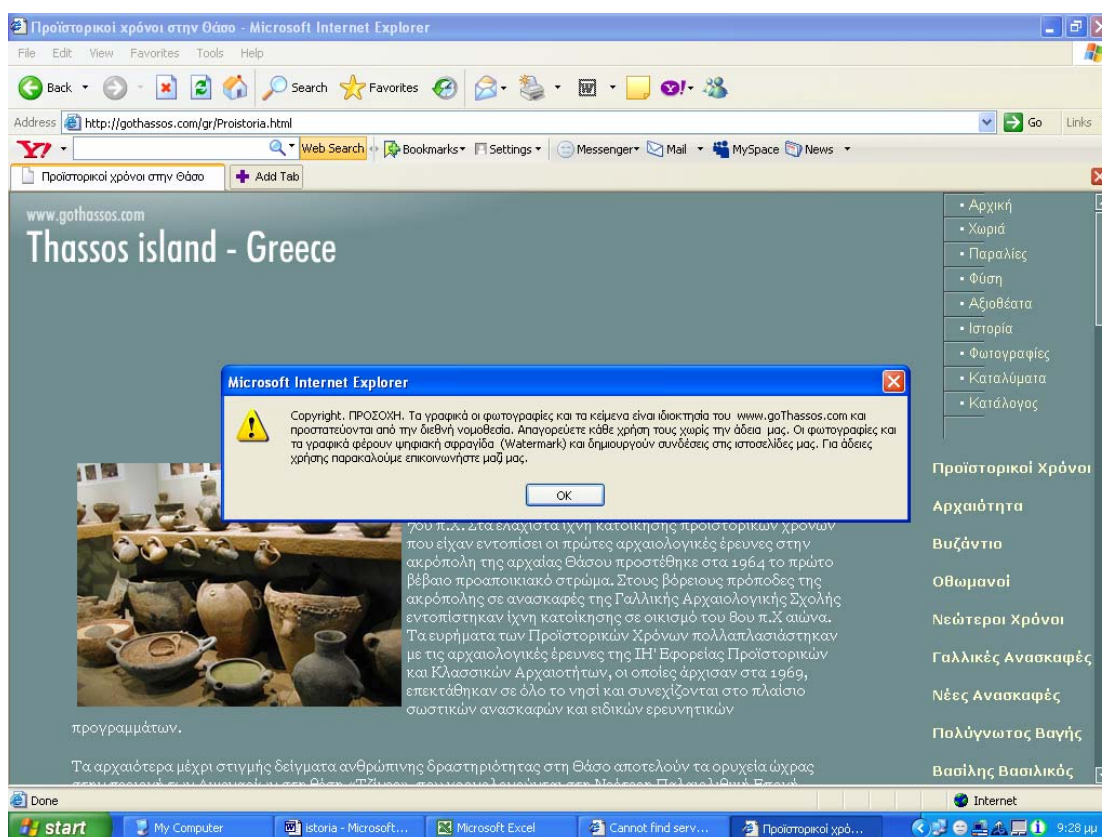 Προϊστορικοί χρόνοι στην Θάσο - Microsoft Internet Explorer
File Edit View Favorites Tools Help
Back Search Favorites
Address http://gothassos.com/gr/Proistoria.html Go Links
Y7 Web Search Bookmarks Settings Messenger Mail MySpace News
Προϊστορικοί χρόνοι στην Θάσο Add Tab
www.gothassos.com
Thassos island - Greece
Αρχική
Χωριά
Παραλίες
Φύση
Αξιοθέατα
Ιστορία
Φωτογραφίες
Καταλύματα
Κατάλογος
Microsoft Internet Explorer
Copyright. ΠΡΟΣΟΧΗ. Τα γραφικά οι φωτογραφίες και τα κείμενα είναι ιδιοκτησία του www.goThassos.com και
προστατεύονται από την διεθνή νομοθεσία. Απαγορεύετε κάθε χρήση τους χωρίς την άδεια μας. Οι φωτογραφίες και
τα γραφικά φέρουν ψηφιακή σφραγίδα (Watermark) και δημιουργούν συνδέσεις στις ιστοσελίδες μας. Για άδειες
χρήσης παρακαλούμε επικοινωνήστε μαζί μας.
OK
7ου π.Χ. Στα ελάχιστα ίχνη κατοίκησης προϊστορικών χρόνων
που είχαν εντοπίσει οι πρώτες αρχαιολογικές έρευνες στην
ακρόπολη της αρχαίας Θάσου προστέθηκε στα 1964 το πρώτο
βέβαιο προαποικιακό στρώμα. Στους βόρειους πρόποδες της
ακρόπολης σε ανασκαφές της Γαλλικής Αρχαιολογικής Σχολής
εντοπίστηκαν ίχνη κατοίκησης σε οικισμό του 8ου π.Χ αιώνα.
Τα ευρήματα των Προϊστορικών Χρόνων πολλαπλασιάστηκαν
με τις αρχαιολογικές έρευνες της ΙΗ' Εφορείας Προϊστορικών
και Κλασσικών Αρχαιοτήτων, οι οποίες άρχισαν στα 1969,
επεκτάθηκαν σε όλο το νησί και συνεχίζονται στο πλαίσιο
σωστικών ανασκαφών και ειδικών ερευνητικών
προγραμμάτων.
Τα αρχαιότερα μέχρι στιγμής δείγματα ανθρώπινης δραστηριότητας στη Θάσο αποτελούν τα ορυχεία ώχρας
Προϊστορικοί Χρόνοι
Αρχαιότητα
Βυζάντιο
Οθωμανοί
Νεώτεροι Χρόνοι
Γαλλικές Ανασκαφές
Νέες Ανασκαφές
Πολύγνωτος Βαγής
Βασίλης Βασιλικός
Done Internet
start My Computer istoria - Microsoft... Microsoft Excel Cannot find serv... Προϊστορικοί χρό... 9:28 μμ